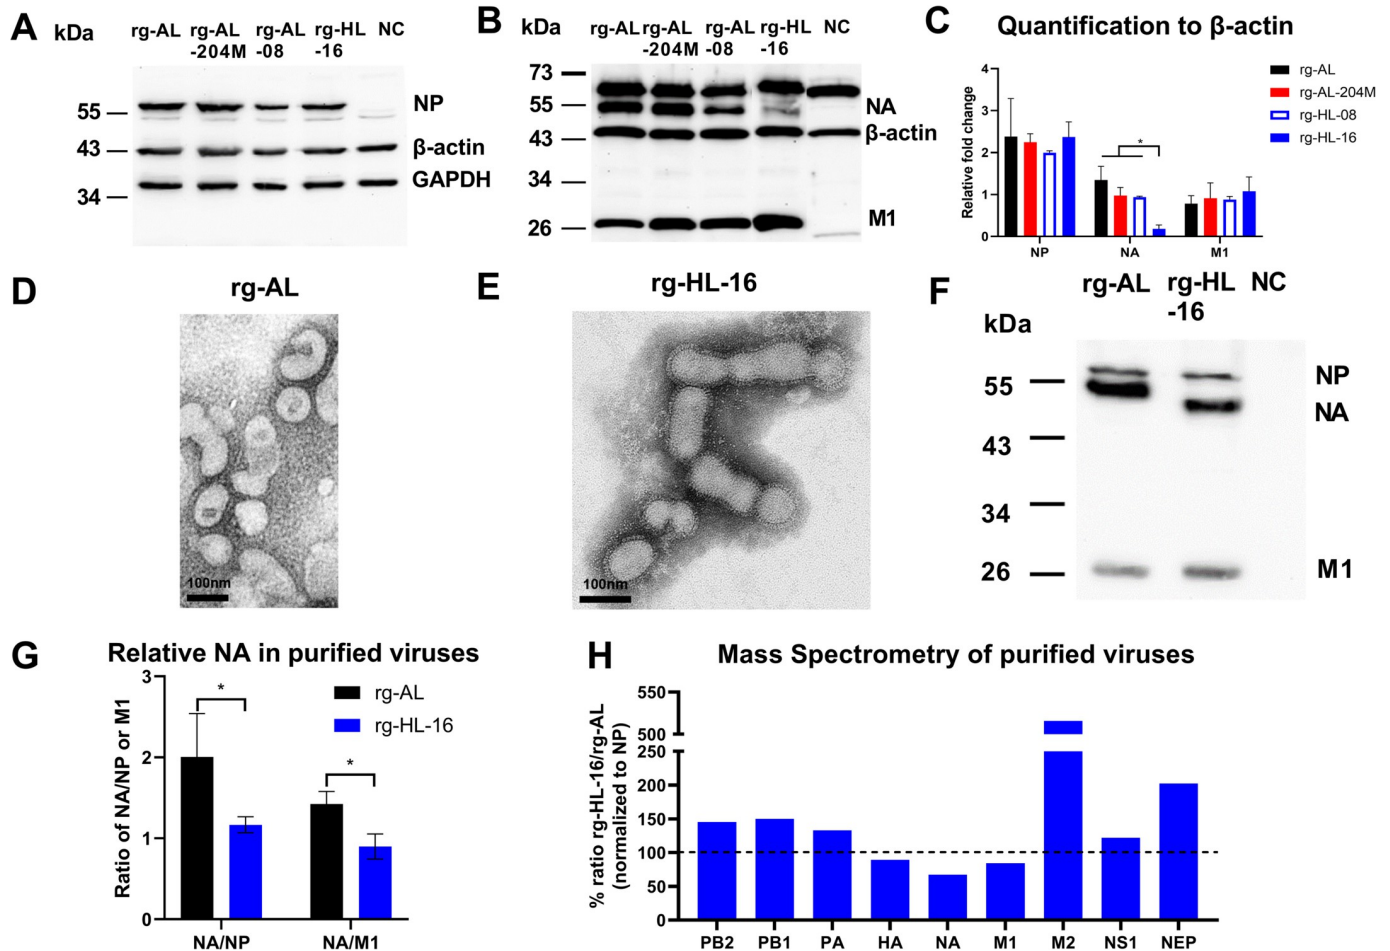 A
kDa
rg-AL rg-AL rg-AL rg-HL NC
-204M -08 -16
55
43
34
NP
β-actin
GAPDH
B
kDa
rg-AL rg-AL rg-AL rg-HL NC
-204M -08 -16
73
55
43
34
26
NA
β-actin
M1
C
Quantification to β-actin
Relative fold change
4
3
2
1
0
*
NP NA M1
rg-AL
rg-AL-204M
rg-HL-08
rg-HL-16
D
rg-AL
100nm
E
rg-HL-16
100nm
F
kDa
rg-AL rg-HL NC
-16
55
43
34
26
NP
NA
M1
G
Relative NA in purified viruses
Ratio of NA/NP or M1
3
2
1
0
*
*
rg-AL
rg-HL-16
NA/NP NA/M1
H
Mass Spectrometry of purified viruses
% ratio rg-HL-16/rg-AL
(normalized to NP)
550
500
250
200
150
100
50
0
PB2 PB1 PA HA NA M1 M2 NS1 NEP